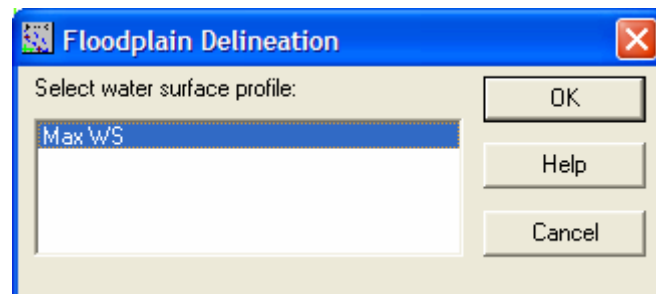 Floodplain Delineation
Select water surface profile:
OK
Max WS
Help
Cancel